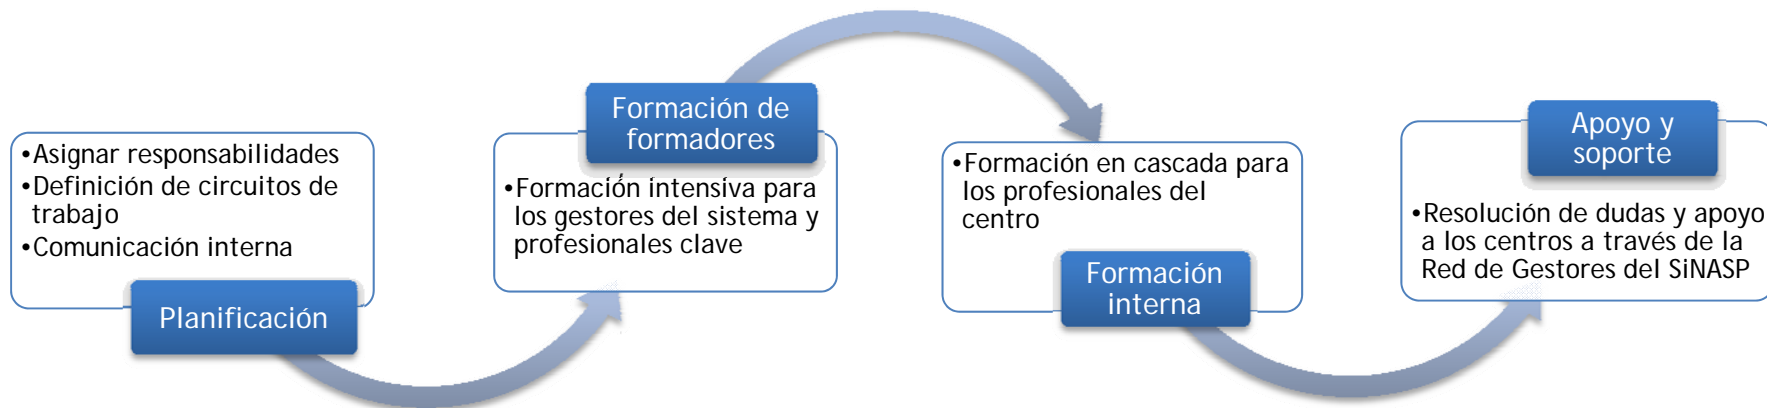 •Asignar responsabilidades
•Definición de circuitos de
trabajo
•Comunicación interna
Planificación
Formación de
formadores
•Formación intensiva para
los gestores del sistema y
profesionales clave
•Formación en cascada para
los profesionales del
centro
Formación
interna
Apoyo y
soporte
•Resolución de dudas y apoyo
a los centros a través de la
Red de Gestores del SiNASP